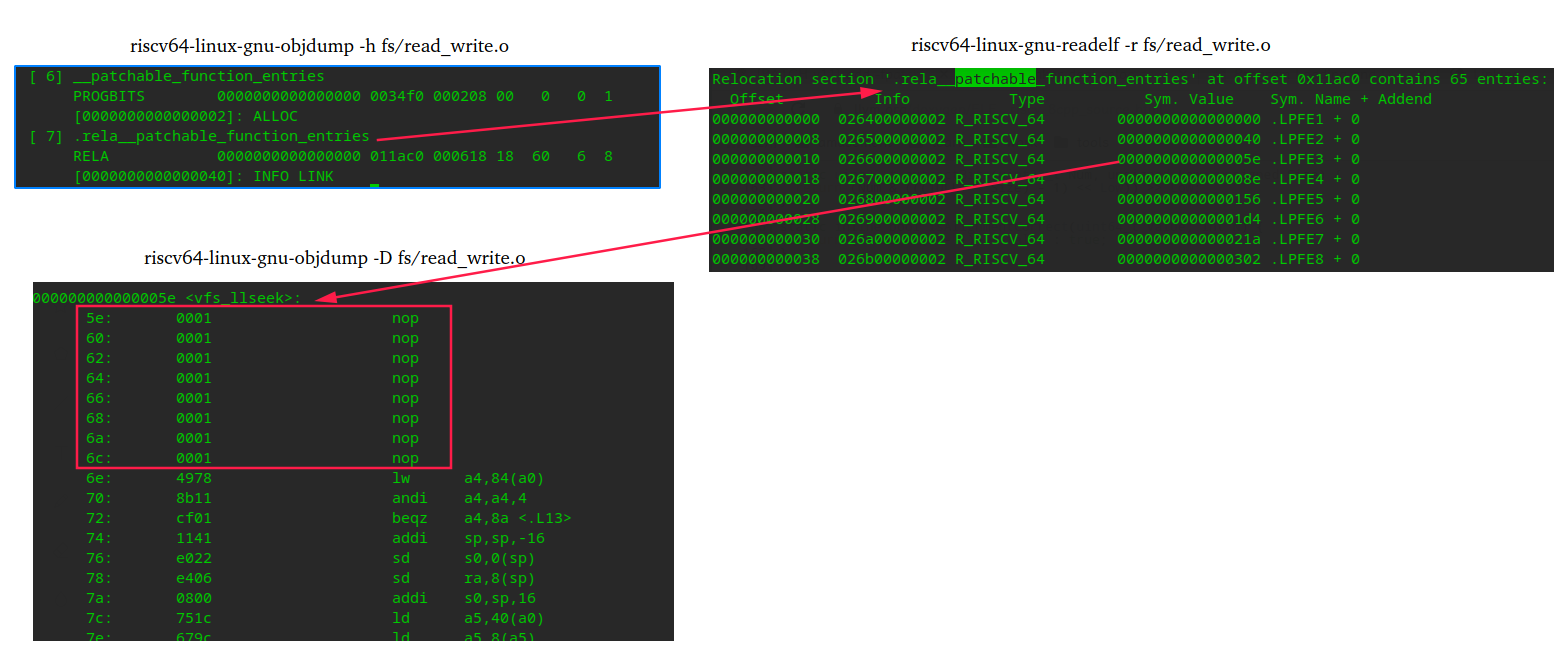 riscv64-linux-gnu-objdump -h fs/read_write.o
[ 6] __patchable_function_entries
PROGBITS 0000000000000000 0034f0 000208 00 0 0 1
[0000000000000002]: ALLOC
[ 7] .rela__patchable_function_entries
RELA 0000000000000000 011ac0 000618 18 60 6 8
[0000000000000040]: INFO LINK
riscv64-linux-gnu-readelf -r fs/read_write.o
Relocation section '.rela__patchable_function_entries' at offset 0x11ac0 contains 65 entries:
Offset Info Type Sym. Value Sym. Name + Addend
000000000000 026400000002 R_RISCV_64 0000000000000000 .LPFE1 + 0
000000000008 026500000002 R_RISCV_64 0000000000000040 .LPFE2 + 0
000000000010 026600000002 R_RISCV_64 000000000000005e .LPFE3 + 0
000000000018 026700000002 R_RISCV_64 000000000000008e .LPFE4 + 0
000000000020 026800000002 R_RISCV_64 0000000000000156 .LPFE5 + 0
000000000028 026900000002 R_RISCV_64 00000000000001d4 .LPFE6 + 0
000000000030 026a00000002 R_RISCV_64 000000000000021a .LPFE7 + 0
000000000038 026b00000002 R_RISCV_64 0000000000000302 .LPFE8 + 0
riscv64-linux-gnu-objdump -D fs/read_write.o
000000000000005e <vfs_llseek>:
5e: 0001 nop
60: 0001 nop
62: 0001 nop
64: 0001 nop
66: 0001 nop
68: 0001 nop
6a: 0001 nop
6c: 0001 nop
6e: 4978 lw a4,84(a0)
70: 8b11 andi a4,a4,4
72: cf01 beqz a4,8a <.L13>
74: 1141 addi sp,sp,-16
76: e022 sd s0,0(sp)
78: e406 sd ra,8(sp)
7a: 0800 addi s0,sp,16
7c: 751c ld a5,40(a0)
7e: 679c ld a5,8(a5)